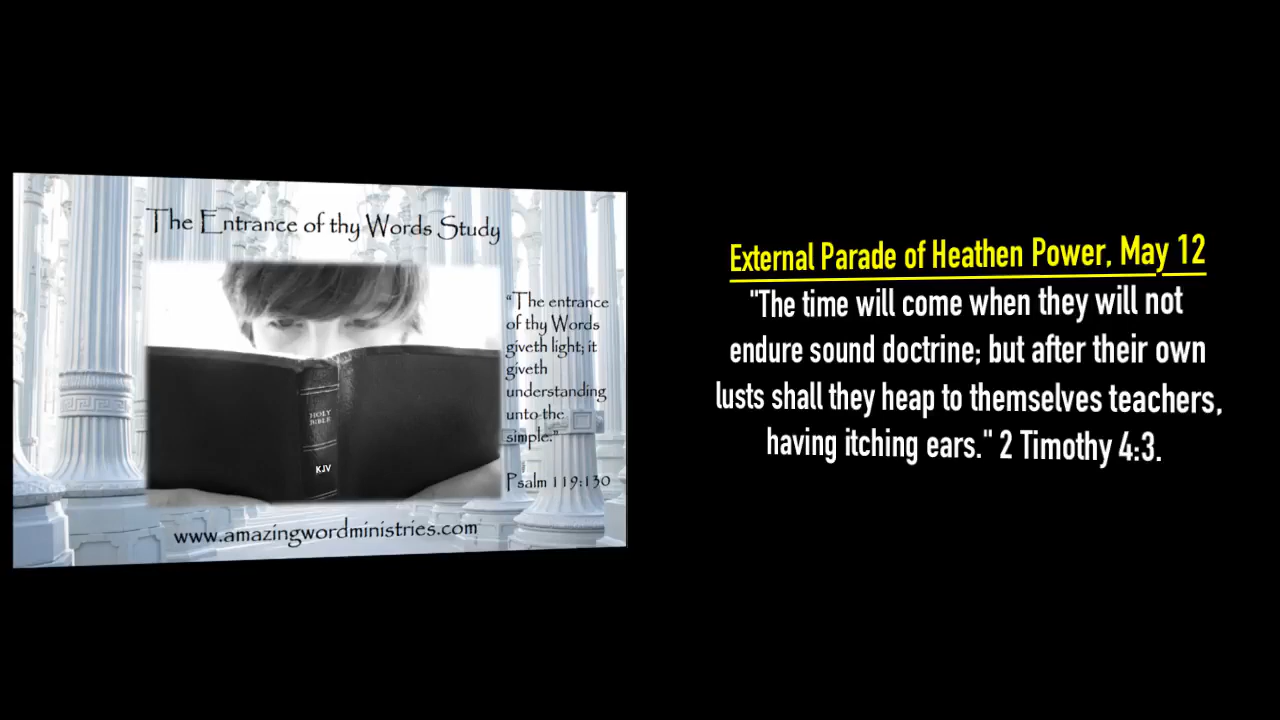 The Entrance of thy Words Study
"The entrance
of thy Words
giveth light; it
giveth
understanding
unto the
simple."
Psalm 119:130
HOLY
BIBLE
KJV
www.amazingwordministries.com
External Parade of Heathen Power, May 12
"The time will come when they will not
endure sound doctrine; but after their own
lusts shall they heap to themselves teachers,
having itching ears." 2 Timothy 4:3.